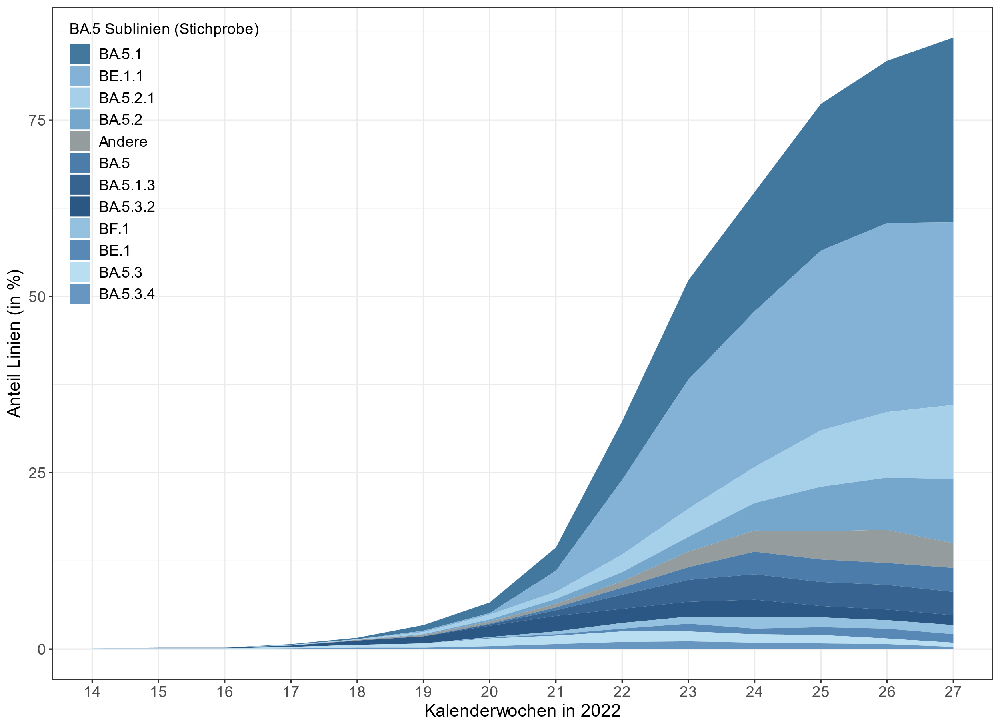 BA.5 Sublinien (Stichprobe)
BA.5.1
BE.1.1
BA.5.2.1
BA.5.2
Andere
BA.5
BA.5.1.3
BA.5.3.2
BF.1
BE.1
BA.5.3
BA.5.3.4
Anteil Linien (in %)
75
50
25
0
14 15 16 17 18 19 20 21 22 23 24 25 26 27
Kalenderwochen in 2022